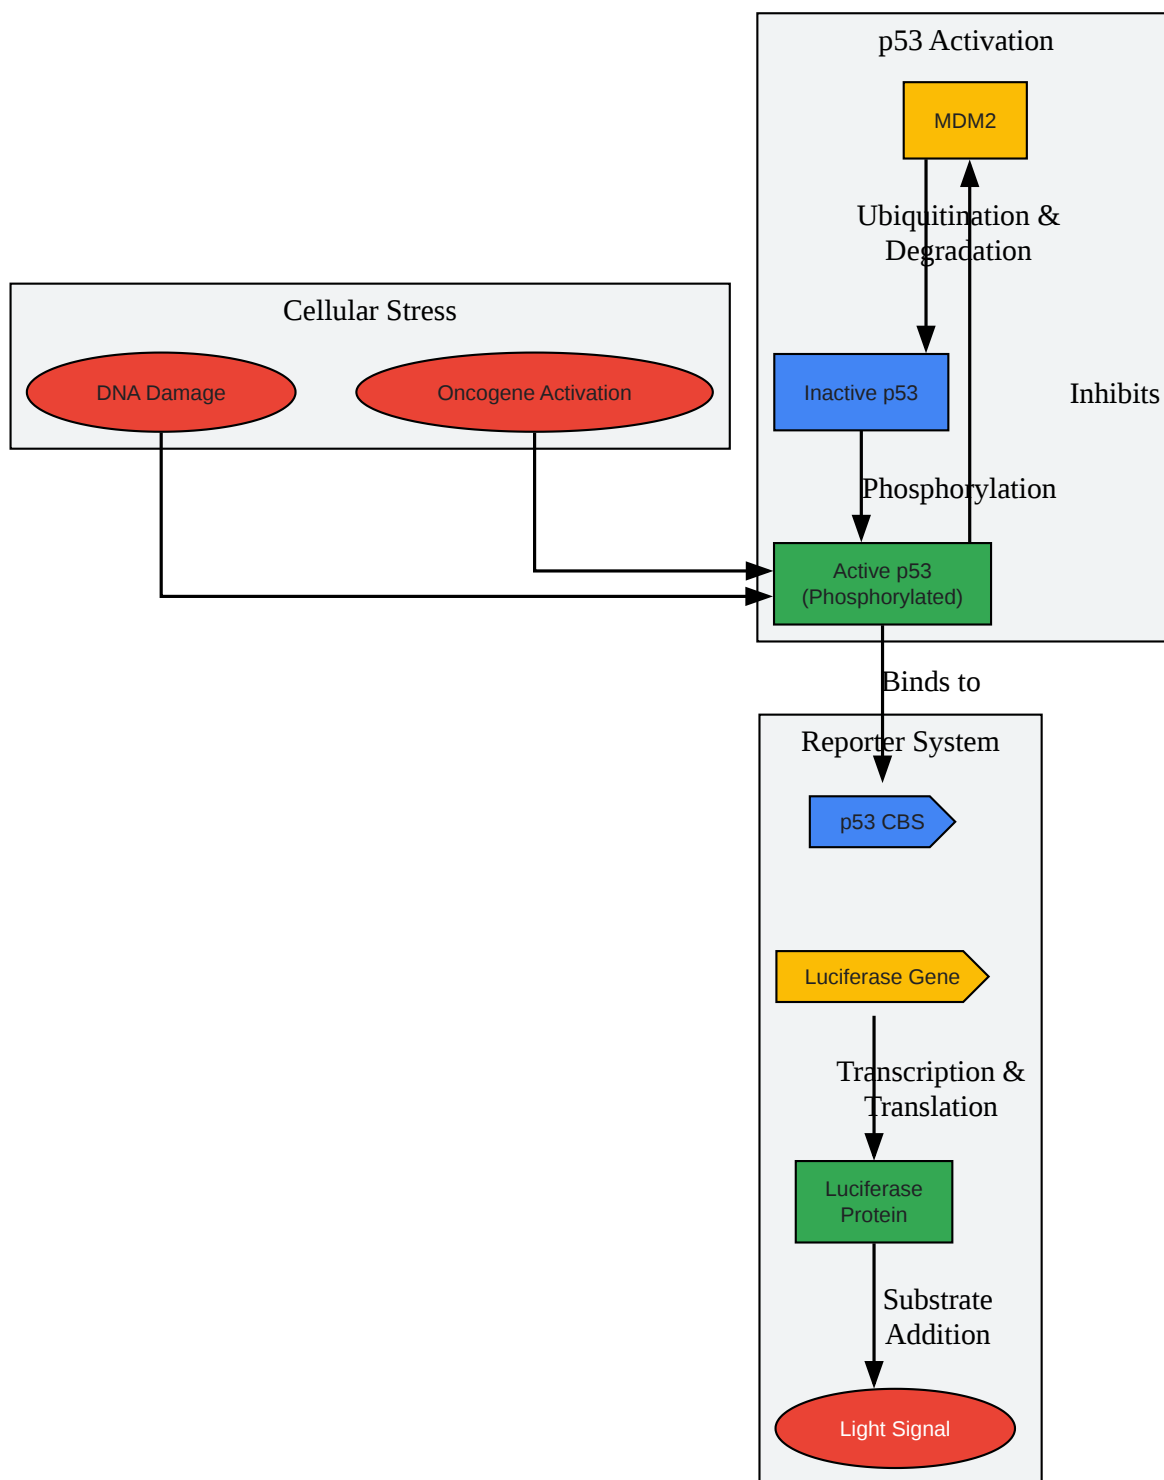 p53 Activation
MDM2
Ubiquitination &
Degradation
Cellular Stress
DNA Damage
Oncogene Activation
Inactive p53
Inhibits
Phosphorylation
Active p53
(Phosphorylated)
Binds to
Reporter System
p53 CBS
Luciferase Gene
Transcription &
Translation
Luciferase
Protein
Substrate
Addition
Light Signal